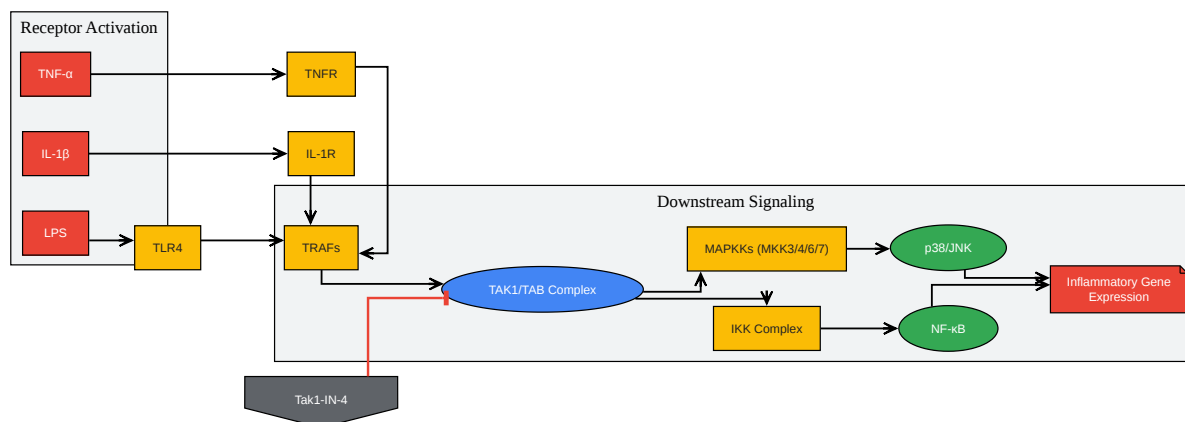 Receptor Activation
TNF-α
TNFR
IL-1β
IL-1R
LPS
TLR4
TRAFs
Downstream Signaling
MAPKKs (MKK3/4/6/7)
p38/JNK
TAK1/TAB Complex
Inflammatory Gene
Expression
IKK Complex
NF-κB
Tak1-IN-4